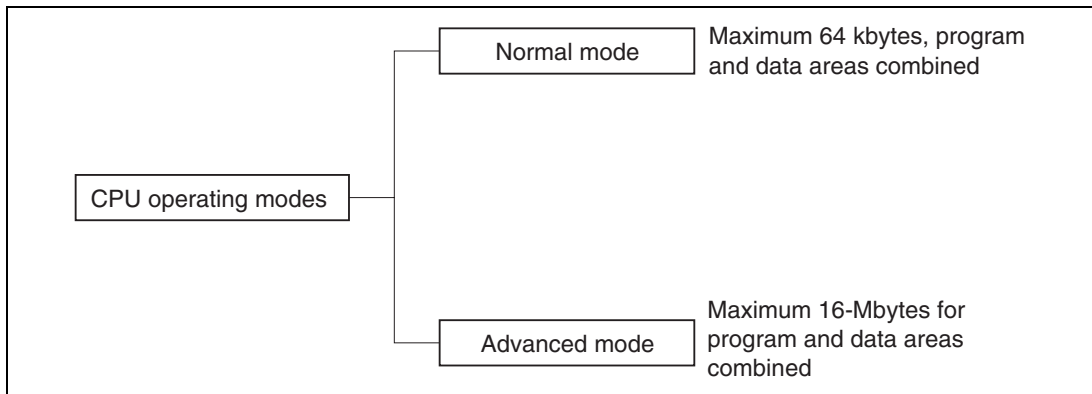 Normal mode
Maximum 64 kbytes, program
and data areas combined
CPU operating modes
Advanced mode
Maximum 16-Mbytes for
program and data areas
combined